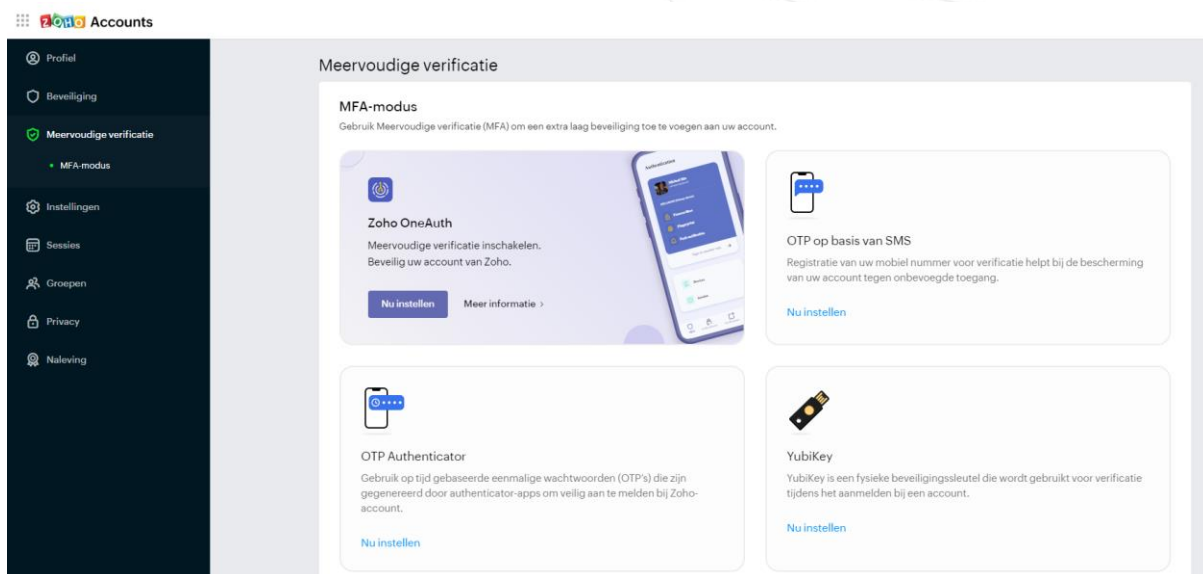 ZOHO Accounts
Profiel
Beveiliging
Meervoudige verificatie
MFA-modus
Instellingen
Sessies
Groepen
Privacy
Naleving
Meervoudige verificatie
MFA-modus
Gebruik Meervoudige verificatie (MFA) om een extra laag beveiliging toe te voegen aan uw account.
Zoho OneAuth
Meervoudige verificatie inschakelen.
Beveilig uw account van Zoho.
Nu instellen
Meer informatie >
OTP op basis van SMS
Registratie van uw mobiel nummer voor verificatie helpt bij de bescherming
van uw account tegen onbevoegde toegang.
Nu instellen
OTP Authenticator
Gebruik op tijd gebaseerde eenmalige wachtwoorden (OTP's) die zijn
gegenereerd door authenticator-apps om veilig aan te melden bij Zoho-
account.
Nu instellen
YubiKey
YubiKey is een fysieke beveiligingssleutel die wordt gebruikt voor verificatie
tijdens het aanmelden bij een account.
Nu instellen